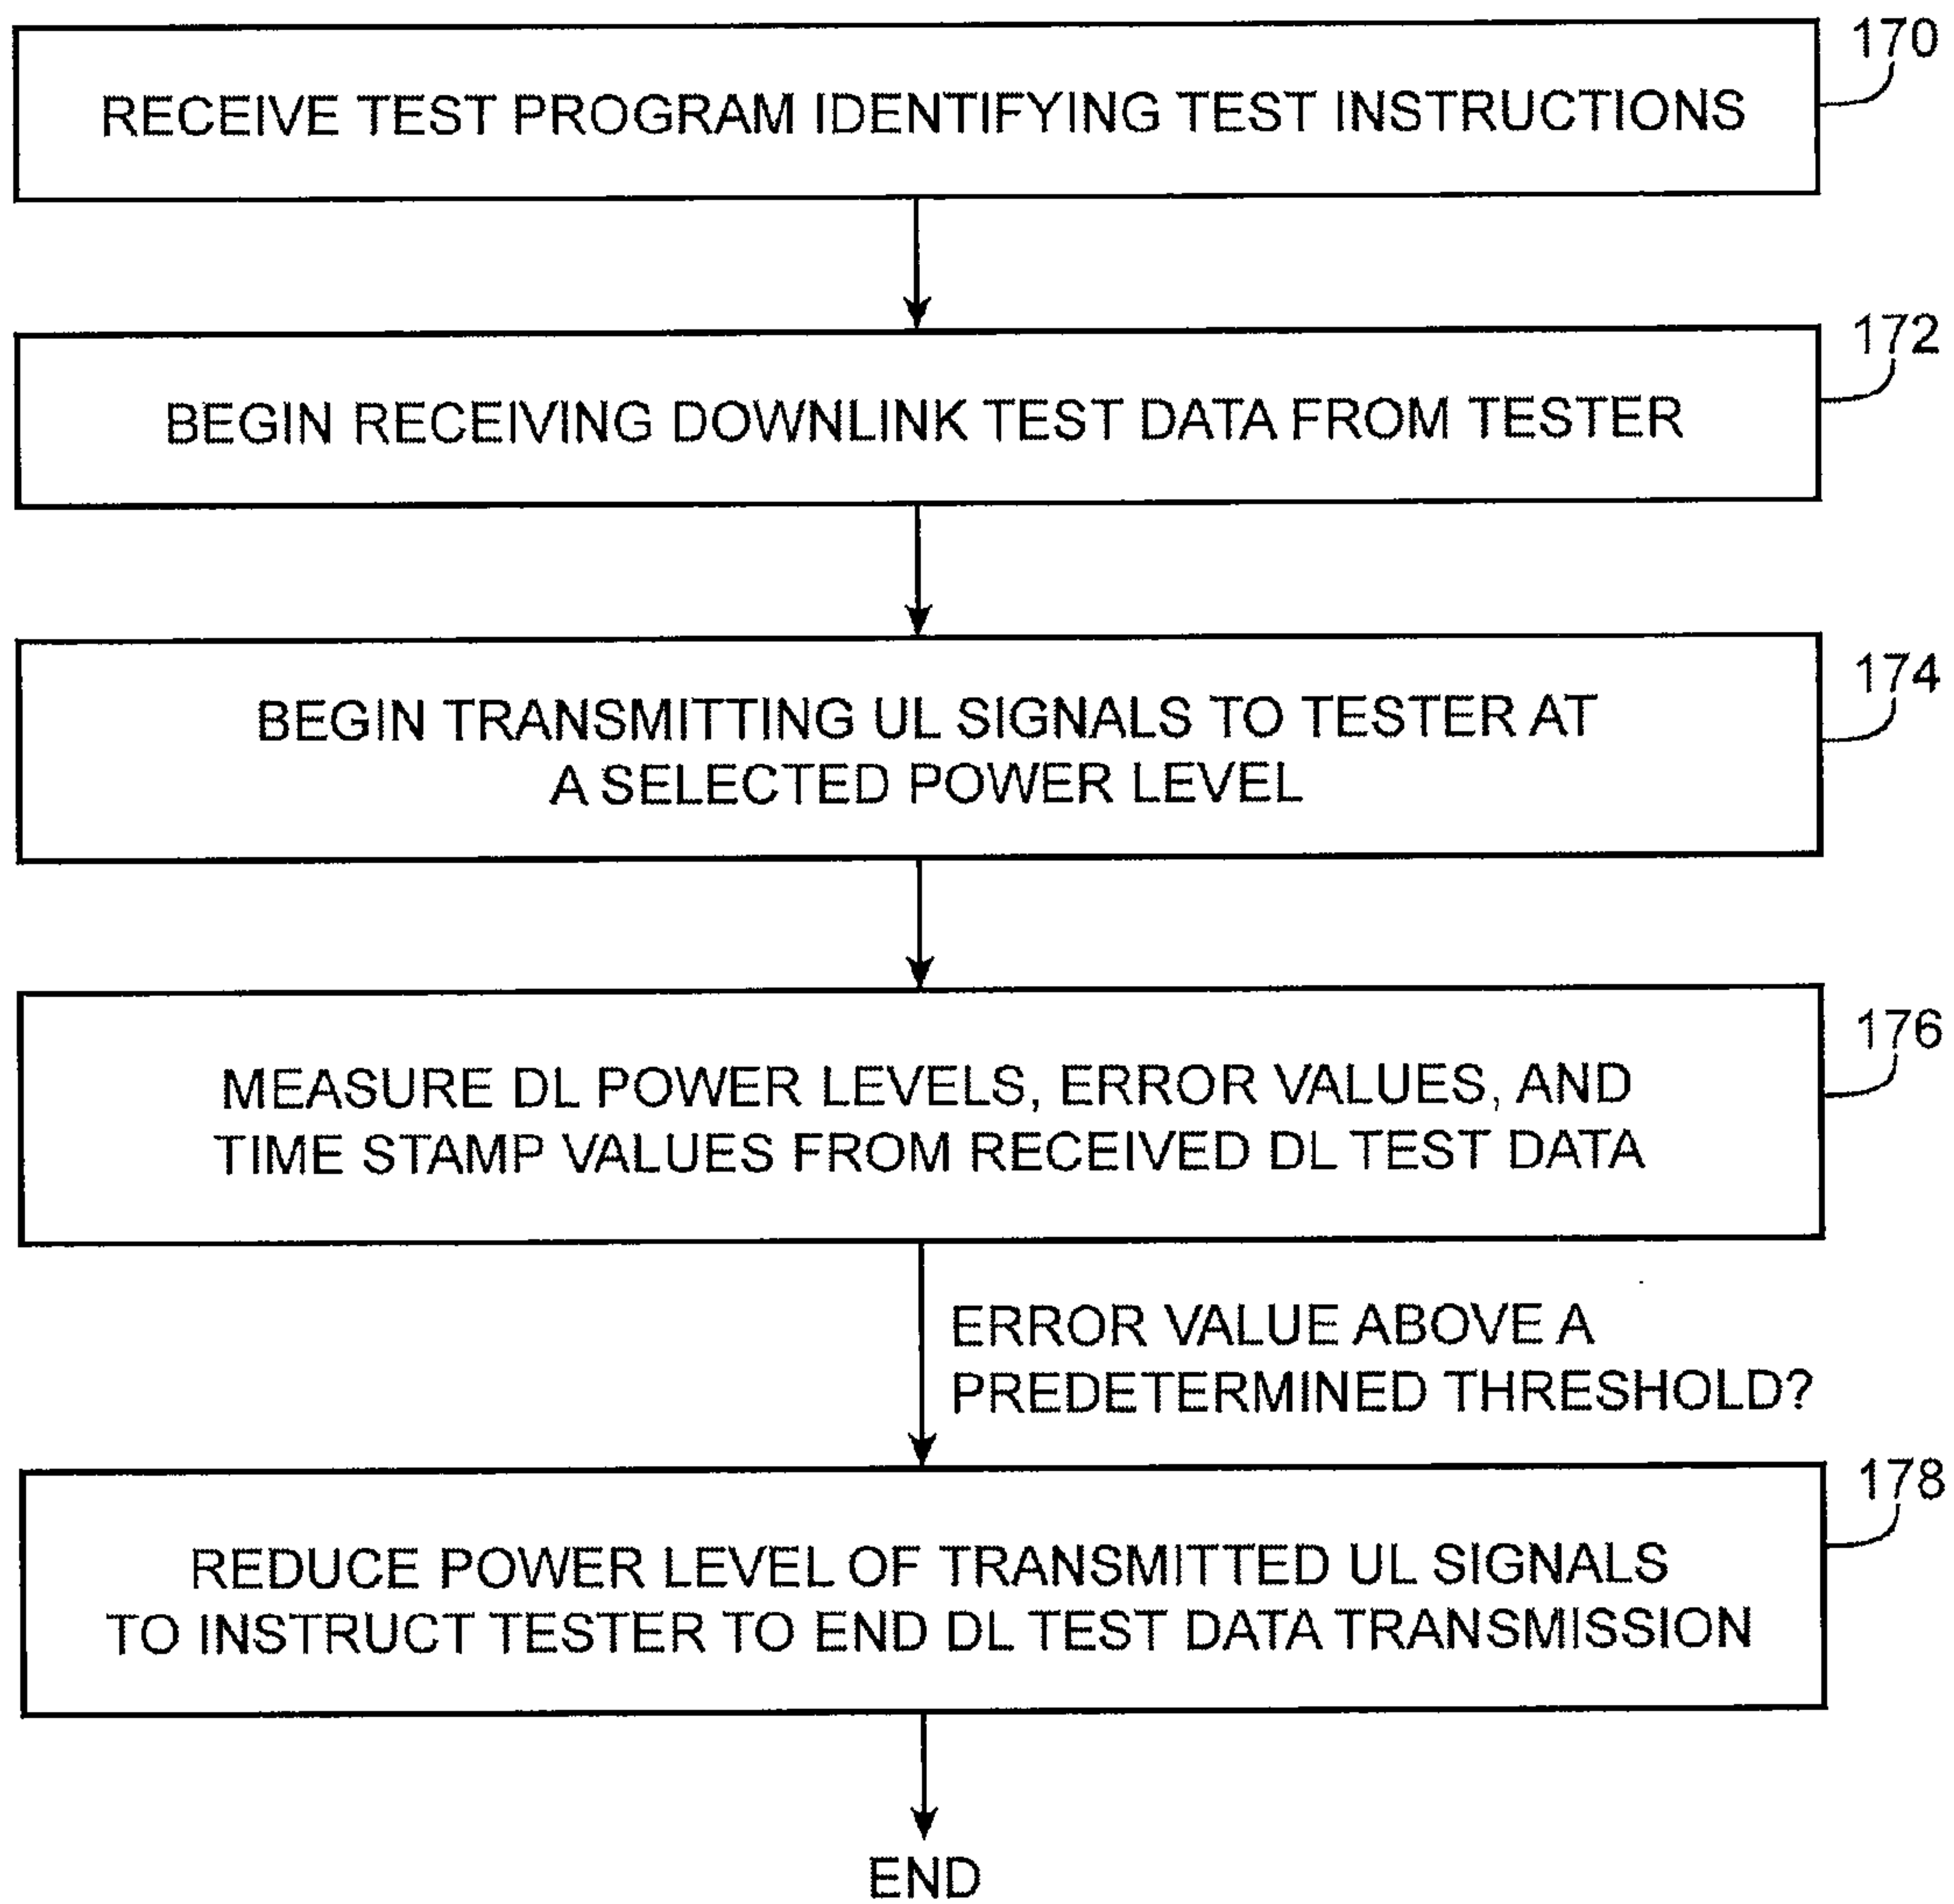 170
RECEIVE TEST PROGRAM IDENTIFYING TEST INSTRUCTIONS
172
BEGIN RECEIVING DOWNLINK TEST DATA FROM TESTER
174
BEGIN TRANSMITTING UL SIGNALS TO TESTER AT
A SELECTED POWER LEVEL
176
MEASURE DL POWER LEVELS, ERROR VALUES, AND
TIME STAMP VALUES FROM RECEIVED DL TEST DATA
ERROR VALUE ABOVE A
PREDETERMINED THRESHOLD?
178
REDUCE POWER LEVEL OF TRANSMITTED UL SIGNALS
TO INSTRUCT TESTER TO END DL TEST DATA TRANSMISSION
END